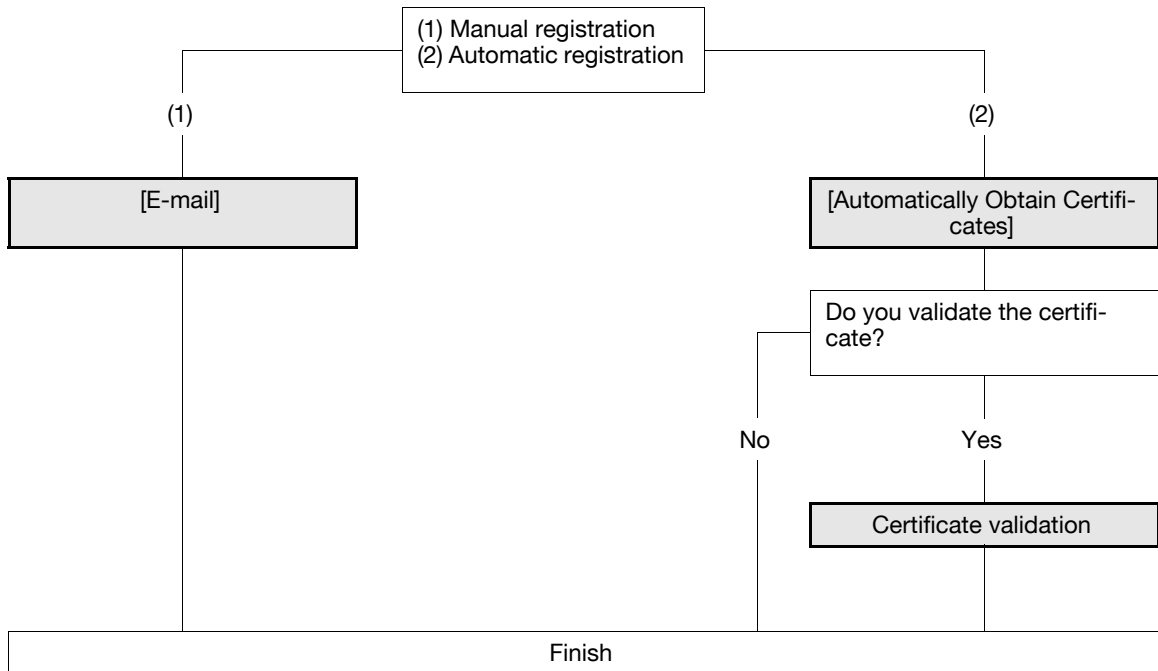 (1) Manual registration
(2) Automatic registration
(1)
(2)
[E-mail]
[Automatically Obtain Certifi-
cates]
Do you validate the certifi-
cate?
No
Yes
Certificate validation
Finish